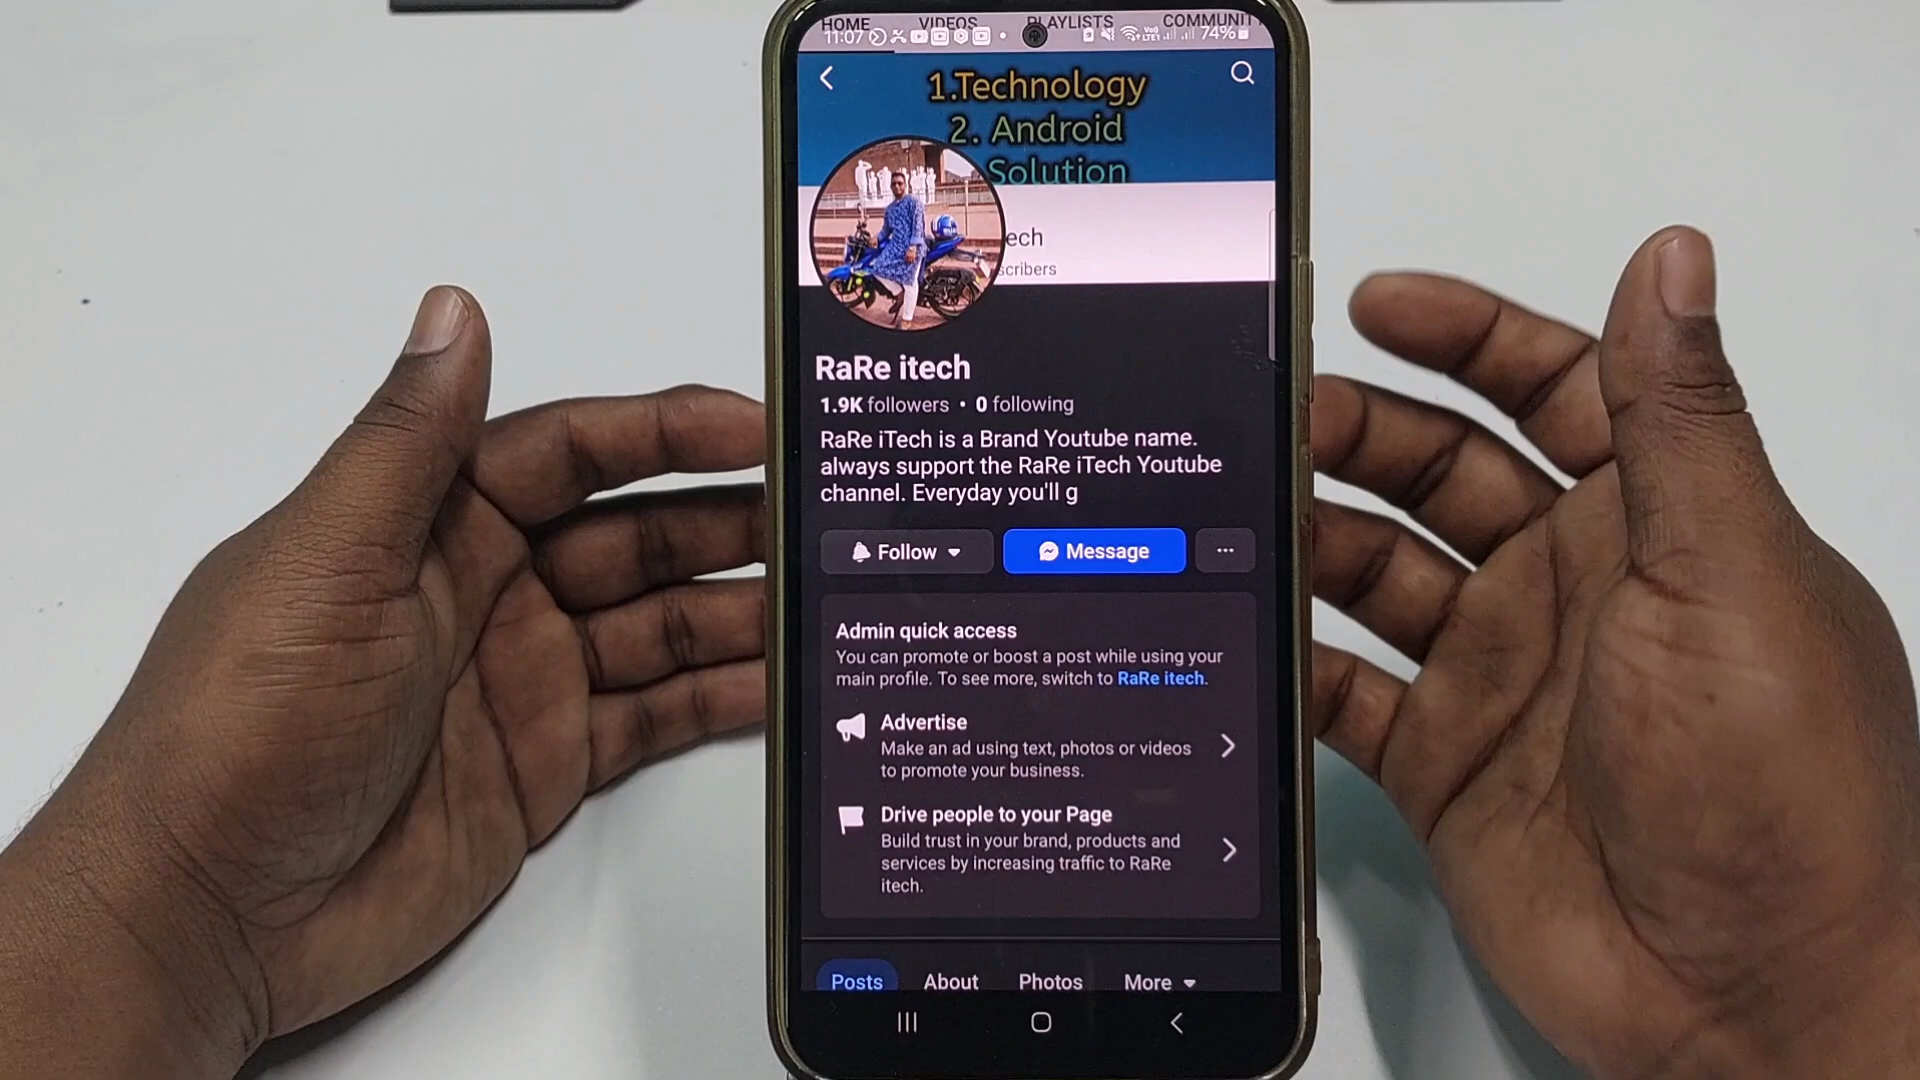 HOME VIDEOS PLAYLISTS COMMUNIT
11:07 74%
1.Technology
2. Android
Solution
ech
scribers
RaRe itech
1.9K followers • 0 following
RaRe iTech is a Brand Youtube name.
always support the RaRe iTech Youtube
channel. Everyday you'll g
Follow
Message
Admin quick access
You can promote or boost a post while using your
main profile. To see more, switch to RaRe itech.
Advertise
Make an ad using text, photos or videos
to promote your business.
Drive people to your Page
Build trust in your brand, products and
services by increasing traffic to RaRe
itech.
Posts About Photos More